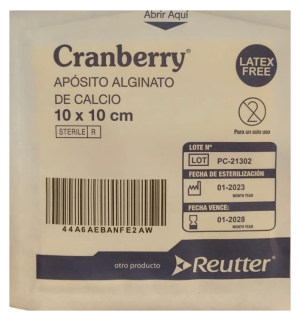 Abrir Aquí
Cranberry®
APÓSITO ALGINATO
DE CALCIO
10 x 10 cm
STERILE R
LATEX
FREE
2
Para un solo uso
LOTE Nº
LOT PC-21302
FECHA DE ESTERILIZACIÓN
01-2023
MONTH YEAR
FECHA VENCE:
01-2028
MONTH YEAR
44A6AEBANFE2AW
otro producto
Reutter®